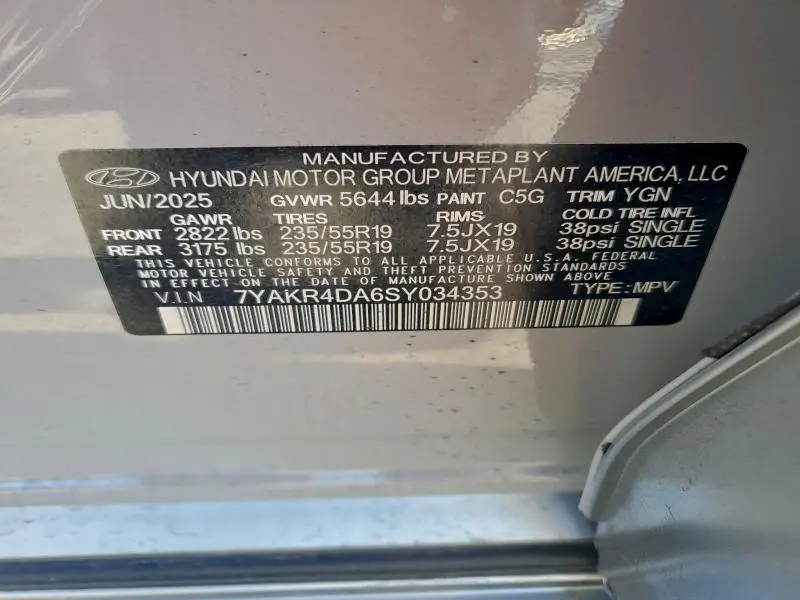 MANUFACTURED BY
HYUNDAI MOTOR GROUP METAPLANT AMERICA, LLC
JUN/2025 GVWR 5644 lbs PAINT C5G TRIM YGN
GAWR TIRES RIMS COLD TIRE INFL
FRONT 2822 lbs 235/55R19 7.5JX19 38psi SINGLE
REAR 3175 lbs 235/55R19 7.5JX19 38psi SINGLE
THIS VEHICLE CONFORMS TO ALL APPLICABLE U.S.A. FEDERAL
MOTOR VEHICLE SAFETY AND THEFT PREVENTION STANDARDS
IN EFFECT ON THE DATE OF MANUFACTURE SHOWN ABOVE
V.I.N 7YAKR4DA6SY034353 TYPE: MPV